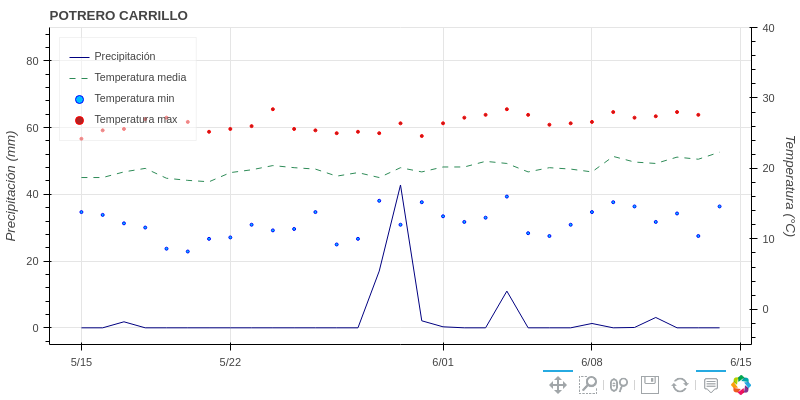 POTRERO CARRILLO
Precipitación
Temperatura media
Temperatura min
Temperatura max
Precipitación (mm)
80
60
40
20
0
Temperatura (°C)
40
30
20
10
0
5/15 5/22 6/01 6/08 6/15